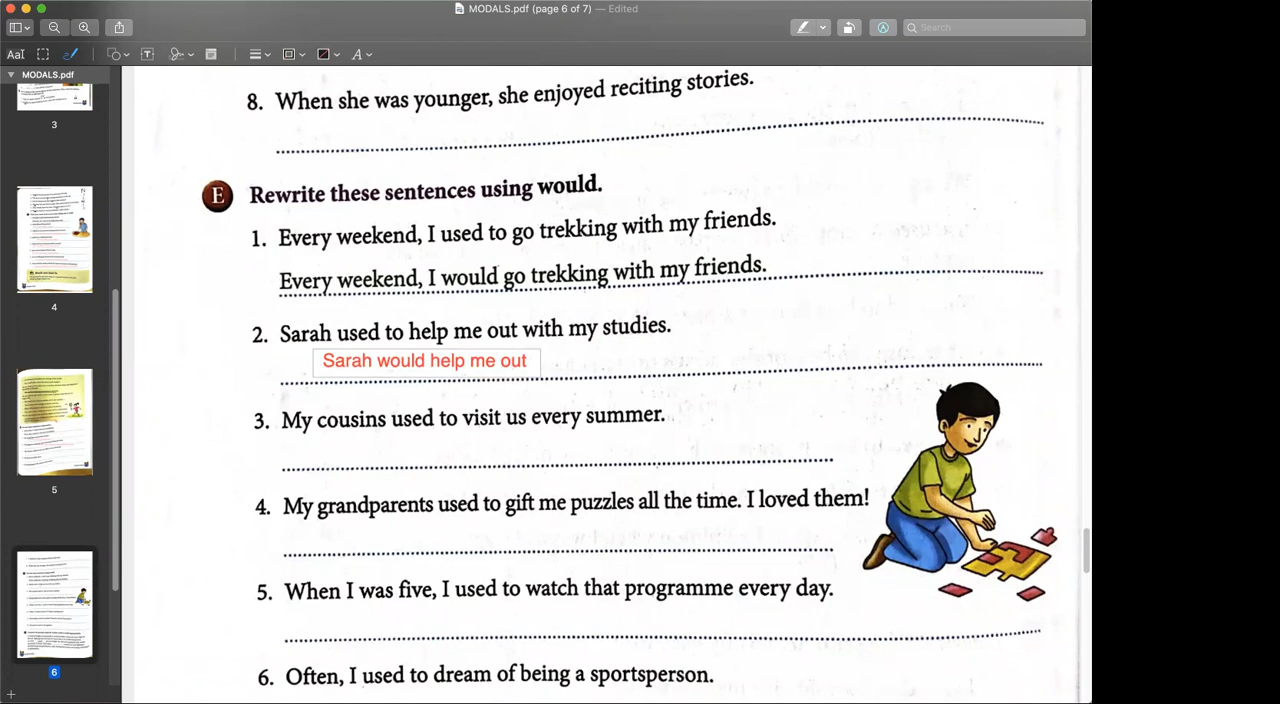 MODALS.pdf (page 6 of 7) — Edited
Search
AaI
A
MODALS.pdf
3
4
5
6
8. When she was younger, she enjoyed reciting stories.
E Rewrite these sentences using would.
1. Every weekend, I used to go trekking with my friends.
Every weekend, I would go trekking with my friends.
2. Sarah used to help me out with my studies.
Sarah would help me out
3. My cousins used to visit us every summer.
4. My grandparents used to gift me puzzles all the time. I loved them!
5. When I was five, I used to watch that programme every day.
6. Often, I used to dream of being a sportsperson.